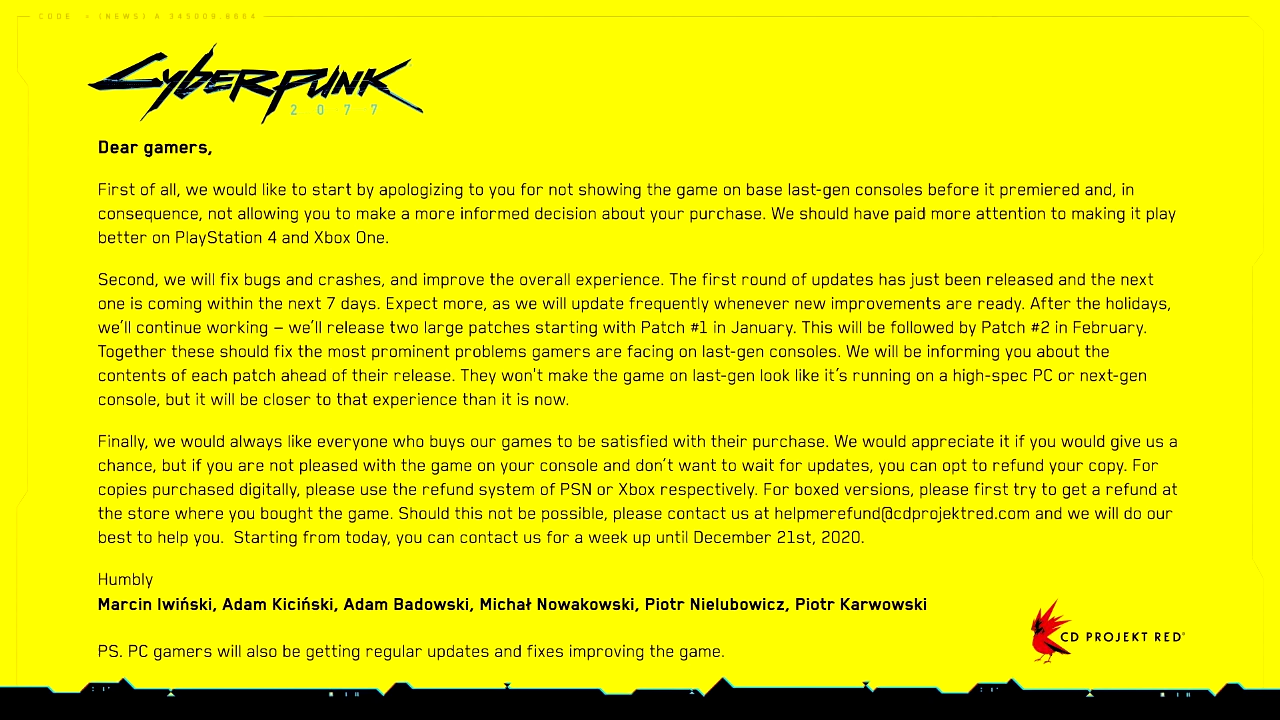 CODE - (NEWS) A 345009.8004
CYBERPUNK
2077
Dear gamers,
First of all, we would like to start by apologizing to you for not showing the game on base last-gen consoles before it premiered and, in
consequence, not allowing you to make a more informed decision about your purchase. We should have paid more attention to making it play
better on PlayStation 4 and Xbox One.
Second, we will fix bugs and crashes, and improve the overall experience. The first round of updates has just been released and the next
one is coming within the next 7 days. Expect more, as we will update frequently whenever new improvements are ready. After the holidays,
we'll continue working – we'll release two large patches starting with Patch #1 in January. This will be followed by Patch #2 in February.
Together these should fix the most prominent problems gamers are facing on last-gen consoles. We will be informing you about the
contents of each patch ahead of their release. They won't make the game on last-gen look like it's running on a high-spec PC or next-gen
console, but it will be closer to that experience than it is now.
Finally, we would always like everyone who buys our games to be satisfied with their purchase. We would appreciate it if you would give us a
chance, but if you are not pleased with the game on your console and don't want to wait for updates, you can opt to refund your copy. For
copies purchased digitally, please use the refund system of PSN or Xbox respectively. For boxed versions, please first try to get a refund at
the store where you bought the game. Should this not be possible, please contact us at helpmerefund@cdprojektred.com and we will do our
best to help you.  Starting from today, you can contact us for a week up until December 21st, 2020.
Humbly
Marcin Iwiński, Adam Kiciński, Adam Badowski, Michał Nowakowski, Piotr Nielubowicz, Piotr Karwowski
CD PROJEKT RED®
PS. PC gamers will also be getting regular updates and fixes improving the game.